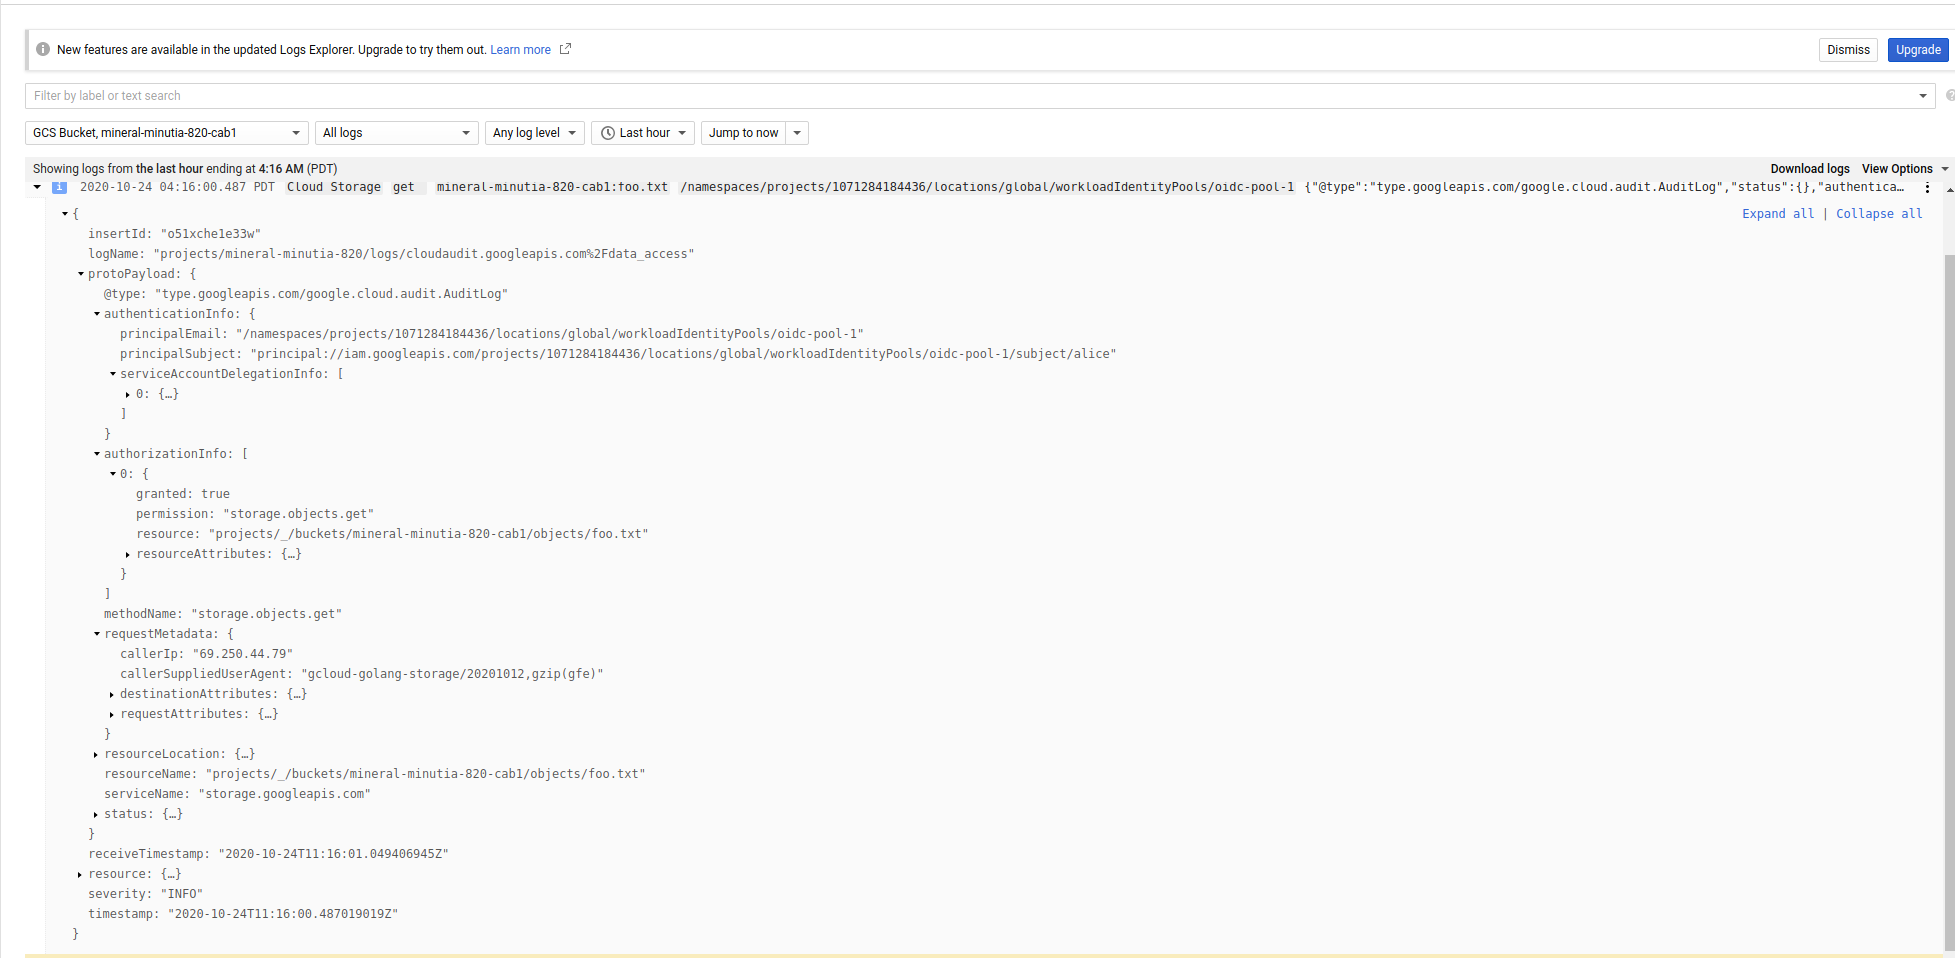 New features are available in the updated Logs Explorer. Upgrade to try them out. Learn more
Dismiss
Upgrade
Filter by label or text search
GCS Bucket, mineral-minutia-820-cab1
All logs
Any log level
Last hour
Jump to now
Showing logs from the last hour ending at 4:16 AM (PDT)
Download logs
View Options
i 2020-10-24 04:16:00.487 PDT Cloud Storage get mineral-minutia-820-cab1:foo.txt /namespaces/projects/1071284184436/locations/global/workloadIdentityPools/oidc-pool-1 {"@type":"type.googleapis.com/google.cloud.audit.AuditLog","status":{},"authentica…
{
Expand all | Collapse all
insertId: "o51xche1e33w"
logName: "projects/mineral-minutia-820/logs/cloudaudit.googleapis.com%2Fdata_access"
protoPayload: {
@type: "type.googleapis.com/google.cloud.audit.AuditLog"
authenticationInfo: {
principalEmail: "/namespaces/projects/1071284184436/locations/global/workloadIdentityPools/oidc-pool-1"
principalSubject: "principal://iam.googleapis.com/projects/1071284184436/locations/global/workloadIdentityPools/oidc-pool-1/subject/alice"
serviceAccountDelegationInfo: [
0: {…}
]
}
authorizationInfo: [
0: {
granted: true
permission: "storage.objects.get"
resource: "projects/_/buckets/mineral-minutia-820-cab1/objects/foo.txt"
resourceAttributes: {…}
}
]
methodName: "storage.objects.get"
requestMetadata: {
callerIp: "69.250.44.79"
callerSuppliedUserAgent: "gcloud-golang-storage/20201012,gzip(gfe)"
destinationAttributes: {…}
requestAttributes: {…}
}
resourceLocation: {…}
resourceName: "projects/_/buckets/mineral-minutia-820-cab1/objects/foo.txt"
serviceName: "storage.googleapis.com"
status: {…}
}
receiveTimestamp: "2020-10-24T11:16:01.049406945Z"
resource: {…}
severity: "INFO"
timestamp: "2020-10-24T11:16:00.487019019Z"
}